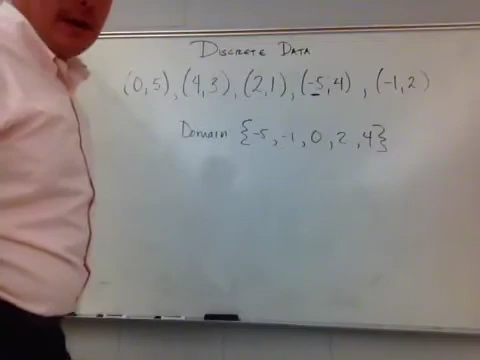 DISCRETE DATA
(0,5), (4,3), (2,1), (-5,4), (-1,2)
Domain {-5, -1, 0, 2, 4}